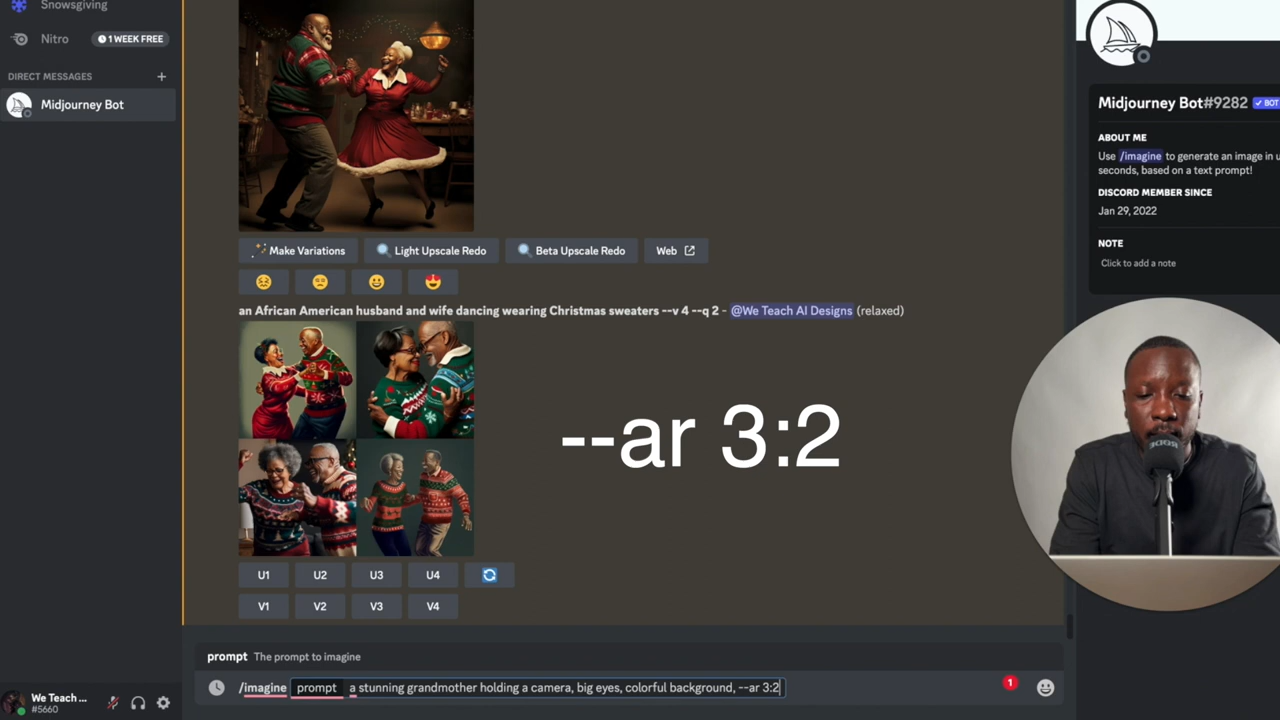 Snowsgiving
Nitro
1 WEEK FREE
DIRECT MESSAGES +
Midjourney Bot
Make Variations
Light Upscale Redo
Beta Upscale Redo
Web
an African American husband and wife dancing wearing Christmas sweaters --v 4 --q 2 - @We Teach AI Designs (relaxed)
--ar 3:2
U1 U2 U3 U4
V1 V2 V3 V4
prompt The prompt to imagine
/imagine prompt a stunning grandmother holding a camera, big eyes, colorful background, --ar 3:2
1
We Teach ...
#5660
Midjourney Bot#9282
BOT
ABOUT ME
Use /imagine to generate an image in
seconds, based on a text prompt!
DISCORD MEMBER SINCE
Jan 29, 2022
NOTE
Click to add a note